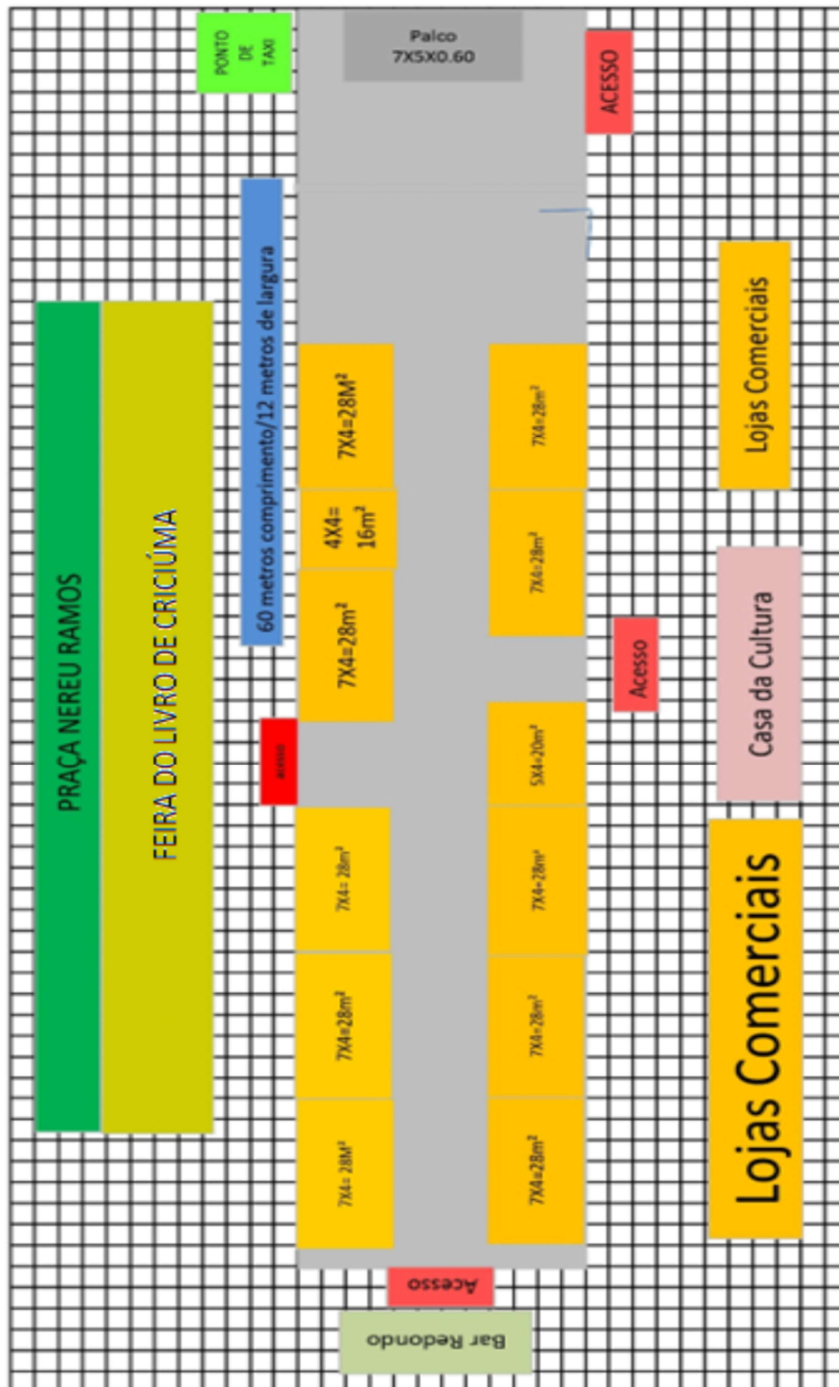 PONTO
DE
TAXI
Palco
7X5X0.60
ACESSO
60 metros comprimento/12 metros de largura
PRAÇA NEREU RAMOS
FEIRA DO LIVRO DE CRICIÚMA
7X4=28M²
4X4=
16m²
7X4=28m²
acesso
7X4= 28m²
7X4=28m²
7X4= 28M²
7X4=28m²
7X4=28m²
5X4=20m²
7X4=28m²
7X4=28m²
7X4=28m²
Acesso
Lojas Comerciais
Casa da Cultura
Lojas Comerciais
Acesso
Bar Redondo